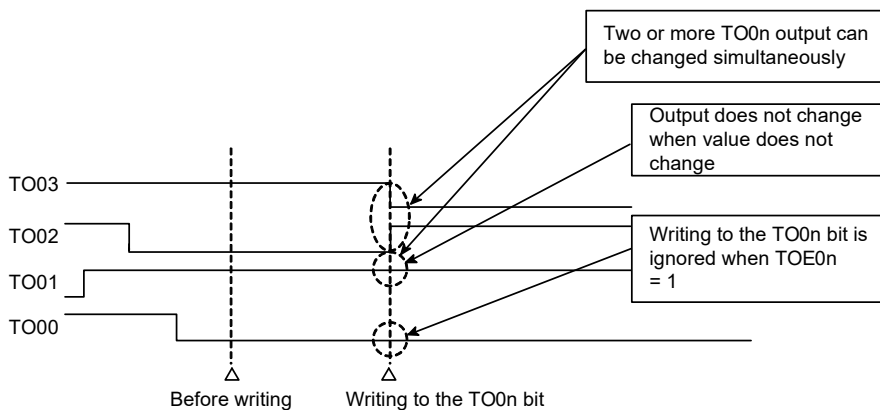 Two or more TO0n output can
be changed simultaneously
Output does not change
when value does not
change
TO03
TO02
Writing to the TO0n bit is
ignored when TOE0n
= 1
TO01
TO00
Before writing
Writing to the TO0n bit